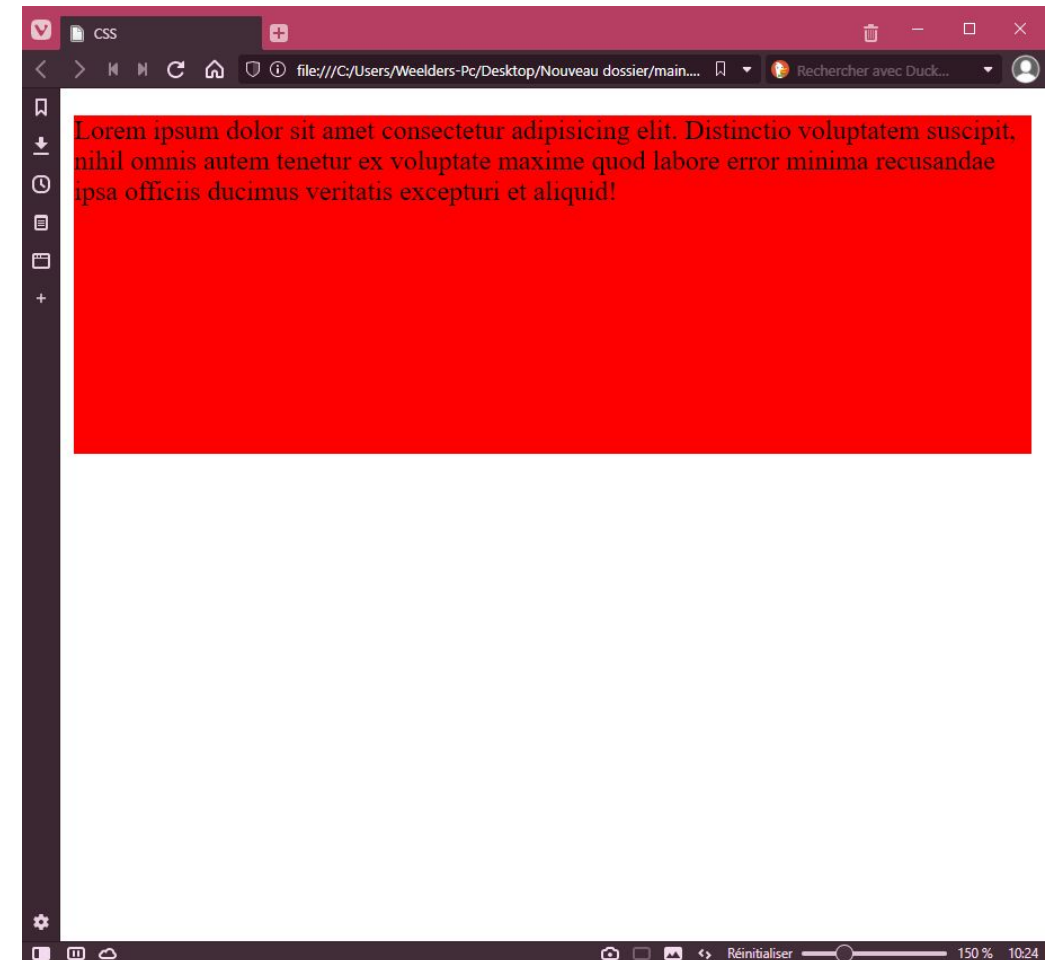 CSS
file:///C:/Users/Weelders-Pc/Desktop/Nouveau dossier/main....
Rechercher avec Duck...
Lorem ipsum dolor sit amet consectetur adipisicing elit. Distinctio voluptatem suscipit,
nihil omnis autem tenetur ex voluptate maxime quod labore error minima recusandae
ipsa officiis ducimus veritatis excepturi et aliquid!
Réinitialiser 150 % 10:24